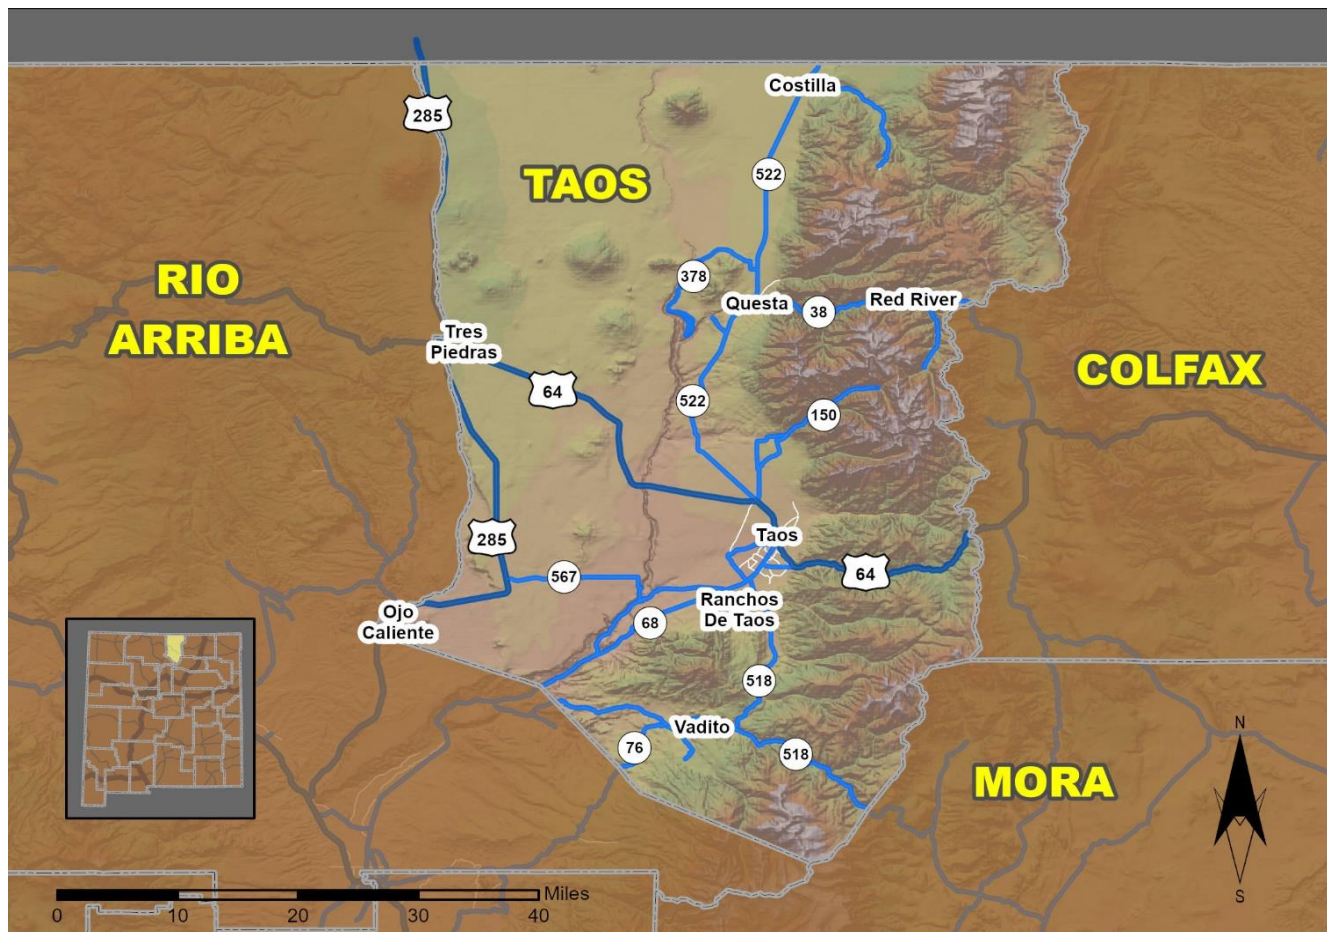 Costilla
285
522
TAOS
RIO
ARRIBA
378
Questa
38
Red River
Tres
Piedras
COLFAX
64
522
150
285
Taos
567
64
Ojo
Caliente
68
Ranchos
De Taos
518
Vadito
76
518
MORA
N
S
Miles
0
10
20
30
40